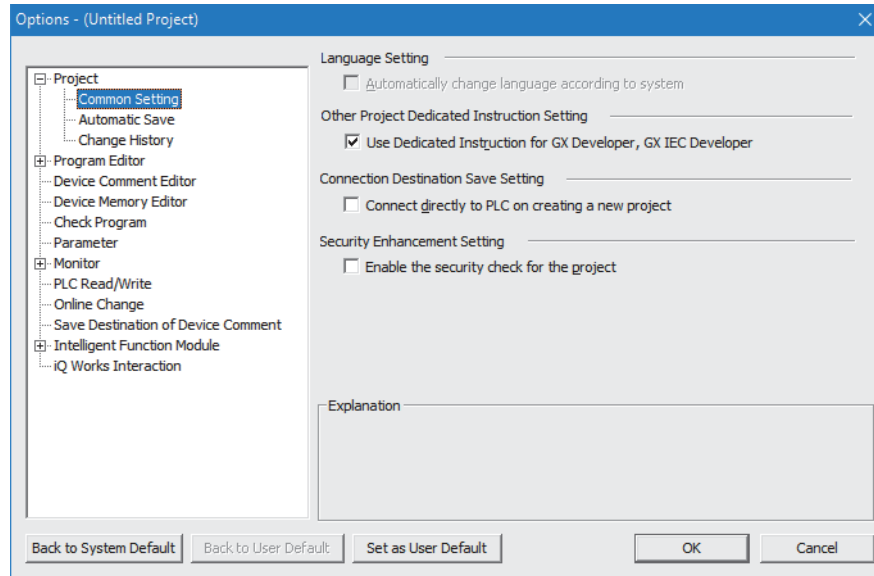 Options - (Untitled Project)
Project
Common Setting
Automatic Save
Change History
Program Editor
Device Comment Editor
Device Memory Editor
Check Program
Parameter
Monitor
PLC Read/Write
Online Change
Save Destination of Device Comment
Intelligent Function Module
iQ Works Interaction
Language Setting
Automatically change language according to system
Other Project Dedicated Instruction Setting
Use Dedicated Instruction for GX Developer, GX IEC Developer
Connection Destination Save Setting
Connect directly to PLC on creating a new project
Security Enhancement Setting
Enable the security check for the project
Explanation
Back to System Default
Back to User Default
Set as User Default
OK
Cancel